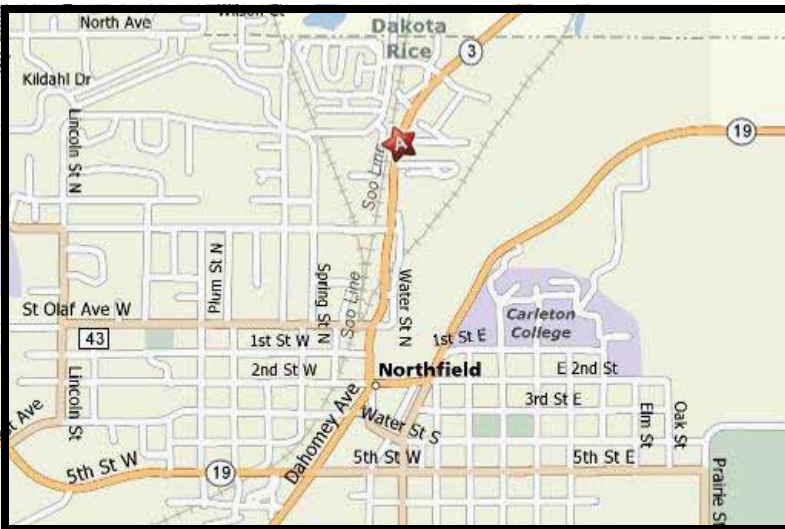 Wilson Ct
North Ave
Dakota
Rice
3
Kildahl Dr
19
Lincoln St N
A
Soo Line
Plum St N
Spring St N
Soo Line
Water St N
St Olaf Ave W
43
1st St W
1st St E
Carleton
College
2nd St W
Northfield
E 2nd St
Lincoln St
3rd St E
Elm St
Oak St
Water St S
Dahomey Ave
t Ave
5th St W
19
5th St W
5th St E
Prairie St